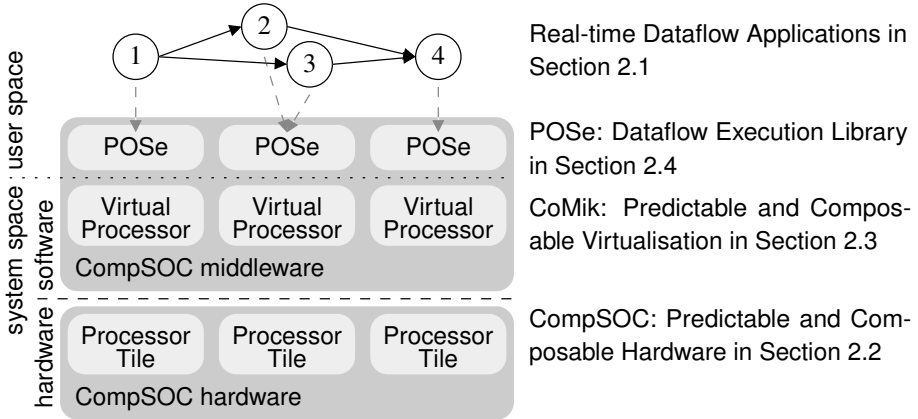 1
2
3
4
Real-time Dataflow Applications in
Section 2.1
user space
POSe
POSe
POSe
POSe: Dataflow Execution Library
in Section 2.4
system space
software
Virtual
Processor
Virtual
Processor
Virtual
Processor
CompSOC middleware
CoMik: Predictable and Compos-
able Virtualisation in Section 2.3
hardware
Processor
Tile
Processor
Tile
Processor
Tile
CompSOC hardware
CompSOC: Predictable and Com-
posable Hardware in Section 2.2